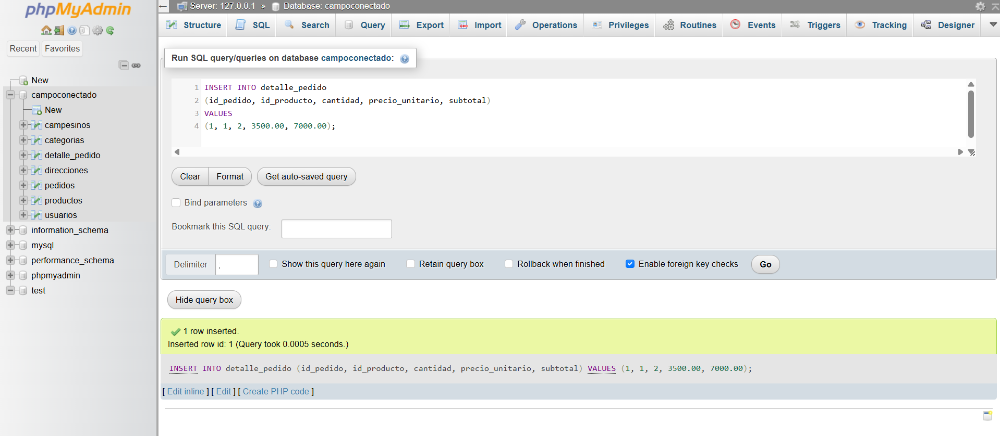 phpMyAdmin
Recent
Favorites
New
campoconectado
New
campesinos
categorias
detalle_pedido
direcciones
pedidos
productos
usuarios
information_schema
mysql
performance_schema
phpmyadmin
test
Server: 127.0.0.1 » Database: campoconectado
Structure
SQL
Search
Query
Export
Import
Operations
Privileges
Routines
Events
Triggers
Tracking
Designer
Run SQL query/queries on database campoconectado:
1 INSERT INTO detalle_pedido
2 (id_pedido, id_producto, cantidad, precio_unitario, subtotal)
3 VALUES
4 (1, 1, 2, 3500.00, 7000.00);
Clear
Format
Get auto-saved query
Bind parameters
Bookmark this SQL query:
Delimiter
;
Show this query here again
Retain query box
Rollback when finished
Enable foreign key checks
Go
Hide query box
1 row inserted.
Inserted row id: 1 (Query took 0.0005 seconds.)
INSERT INTO detalle_pedido (id_pedido, id_producto, cantidad, precio_unitario, subtotal) VALUES (1, 1, 2, 3500.00, 7000.00);
[ Edit inline ] [ Edit ] [ Create PHP code ]